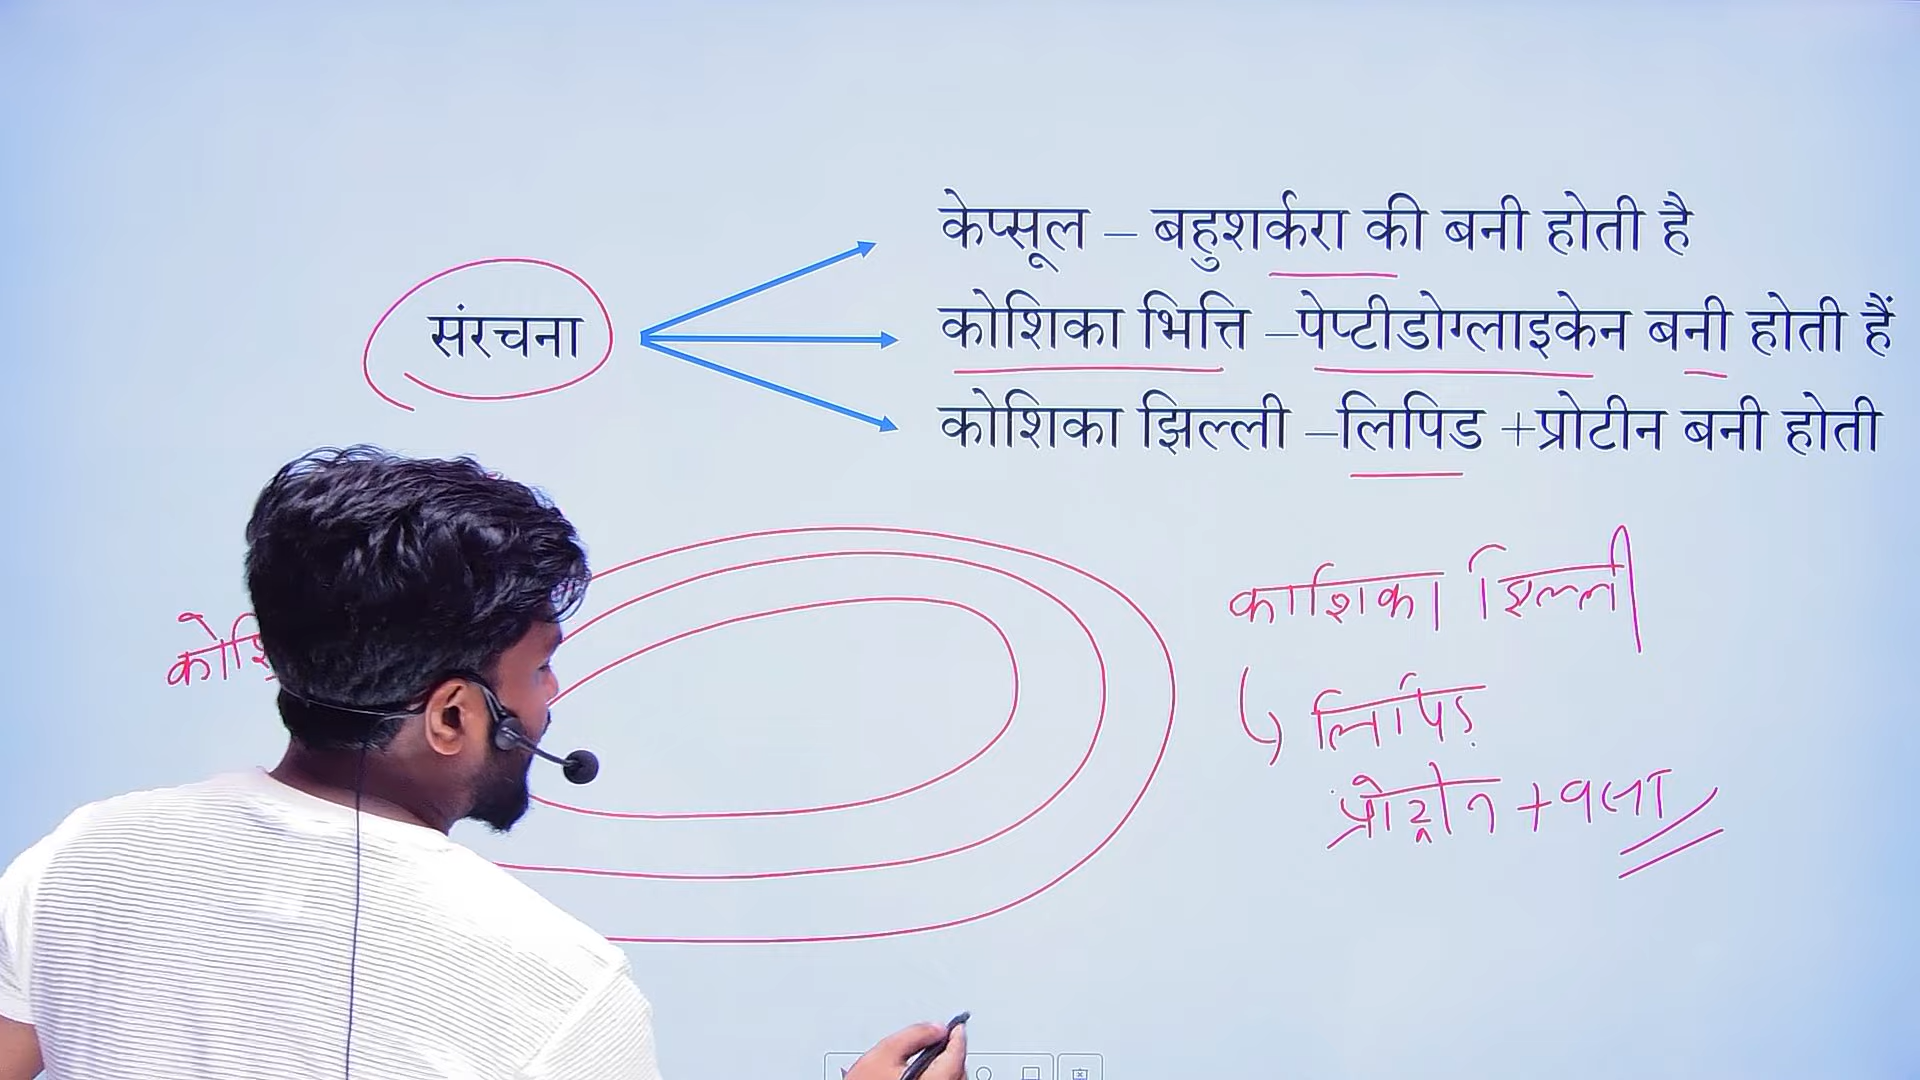 केप्सूल – बहुशर्करा की बनी होती है
संरचना
कोशिका भित्ति –पेप्टीडोग्लाइकेन बनी होती हैं
कोशिका झिल्ली –लिपिड +प्रोटीन बनी होती
काशिका झिल्ली
लिपिड